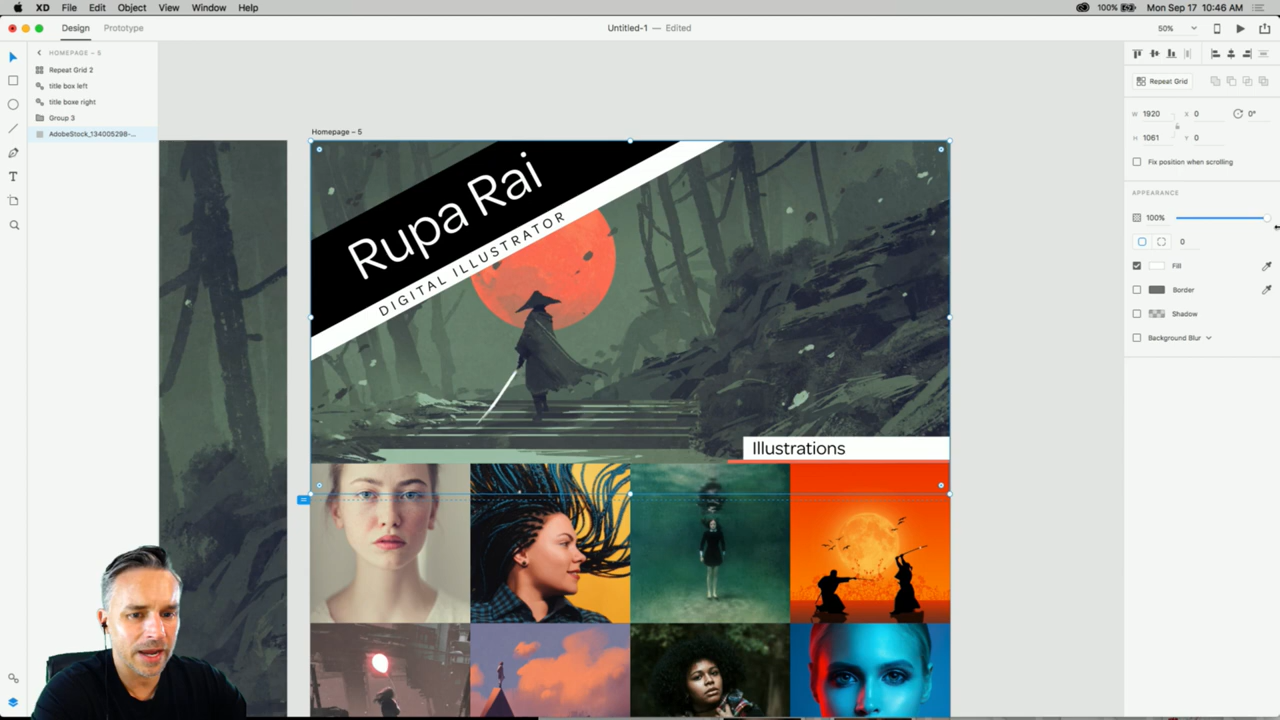 XD File Edit Object View Window Help 100% Mon Sep 17 10:46 AM
Design Prototype Untitled-1 — Edited 50%
HOMEPAGE – 5
Repeat Grid 2
title box left
title boxe right
Group 3
AdobeStock_134005298-...
Homepage – 5
Rupa Rai
DIGITAL ILLUSTRATOR
Illustrations
Repeat Grid
W 1920 X 0 0°
H 1061 Y 0
Fix position when scrolling
APPEARANCE
100%
0
Fill
Border
Shadow
Background Blur